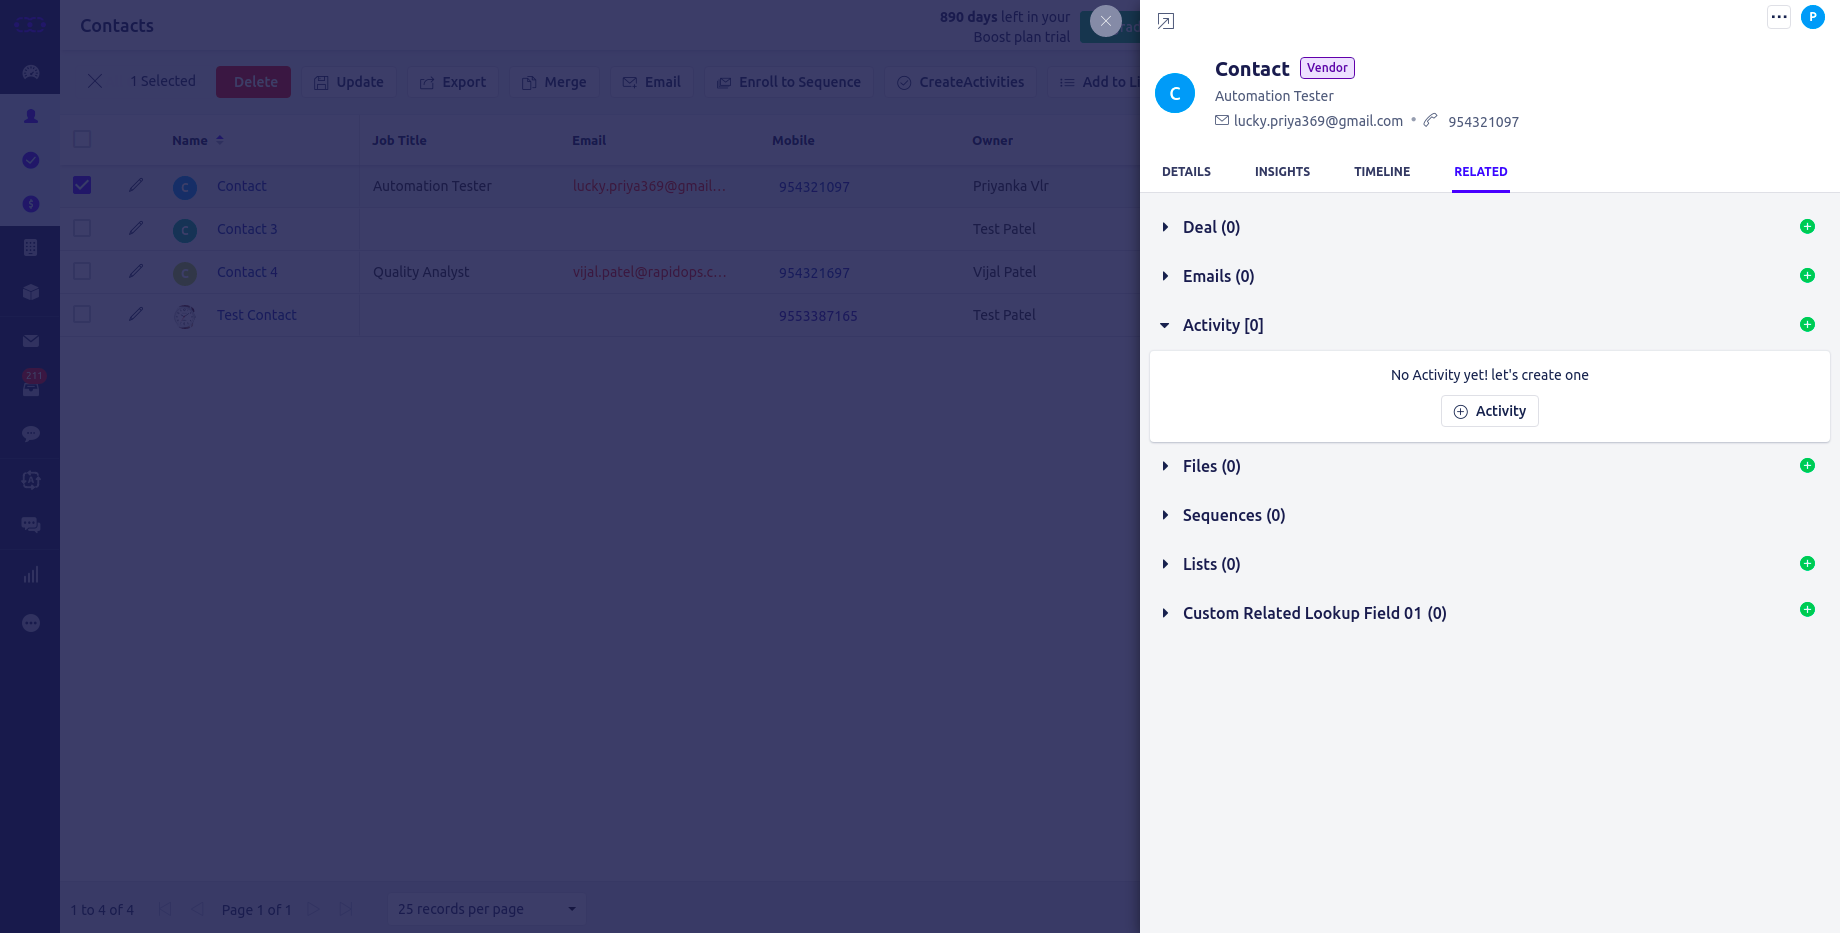 Contacts
890 days left in your
Boost plan trial
1 Selected
Delete
Update
Export
Merge
Email
Enroll to Sequence
CreateActivities
Add to Li
Name
Job Title
Email
Mobile
Owner
C
Contact
Automation Tester
lucky.priya369@gmail...
954321097
Priyanka Vlr
C
Contact 3
Test Patel
C
Contact 4
Quality Analyst
vijal.patel@rapidops.c...
954321697
Vijal Patel
Test Contact
9553387165
Test Patel
211
1 to 4 of 4
Page 1 of 1
25 records per page
P
C
Contact
Vendor
Automation Tester
lucky.priya369@gmail.com • 954321097
DETAILS
INSIGHTS
TIMELINE
RELATED
Deal (0)
Emails (0)
Activity [0]
No Activity yet! let's create one
Activity
Files (0)
Sequences (0)
Lists (0)
Custom Related Lookup Field 01 (0)